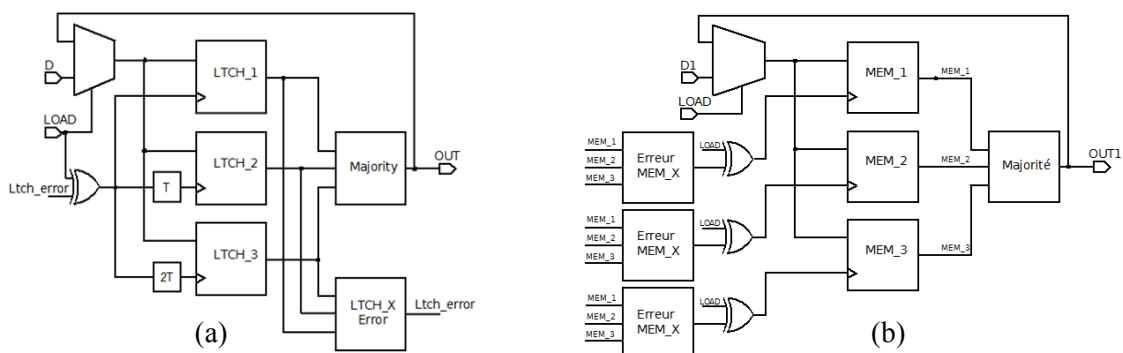 D
LOAD
Ltch_error
T
2T
LTCH_1
LTCH_2
LTCH_3
Majority
OUT
LTCH_X
Error
Ltch_error
(a)
D1
LOAD
MEM_1
MEM_2
MEM_3
Erreur
MEM_X
LOAD
MEM_1
MEM_2
MEM_3
Erreur
MEM_X
LOAD
MEM_1
MEM_2
MEM_3
Erreur
MEM_X
LOAD
MEM_1
MEM_2
MEM_3
MEM_1
MEM_2
MEM_3
Majorité
OUT1
(b)